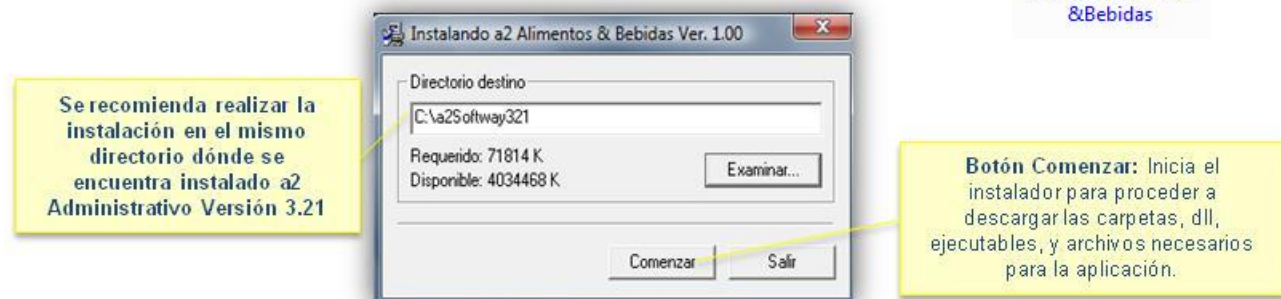 &Bebidas
Instalando a2 Alimentos & Bebidas Ver. 1.00
Directorio destino
C:\a2Softway321
Requerido: 71814 K
Disponible: 4034468 K
Examinar...
Comenzar
Salir
Se recomienda realizar la
instalación en el mismo
directorio dónde se
encuentra instalado a2
Administrativo Versión 3.21
Botón Comenzar: Inicia el
instalador para proceder a
descargar las carpetas, dll,
ejecutables, y archivos necesarios
para la aplicación.